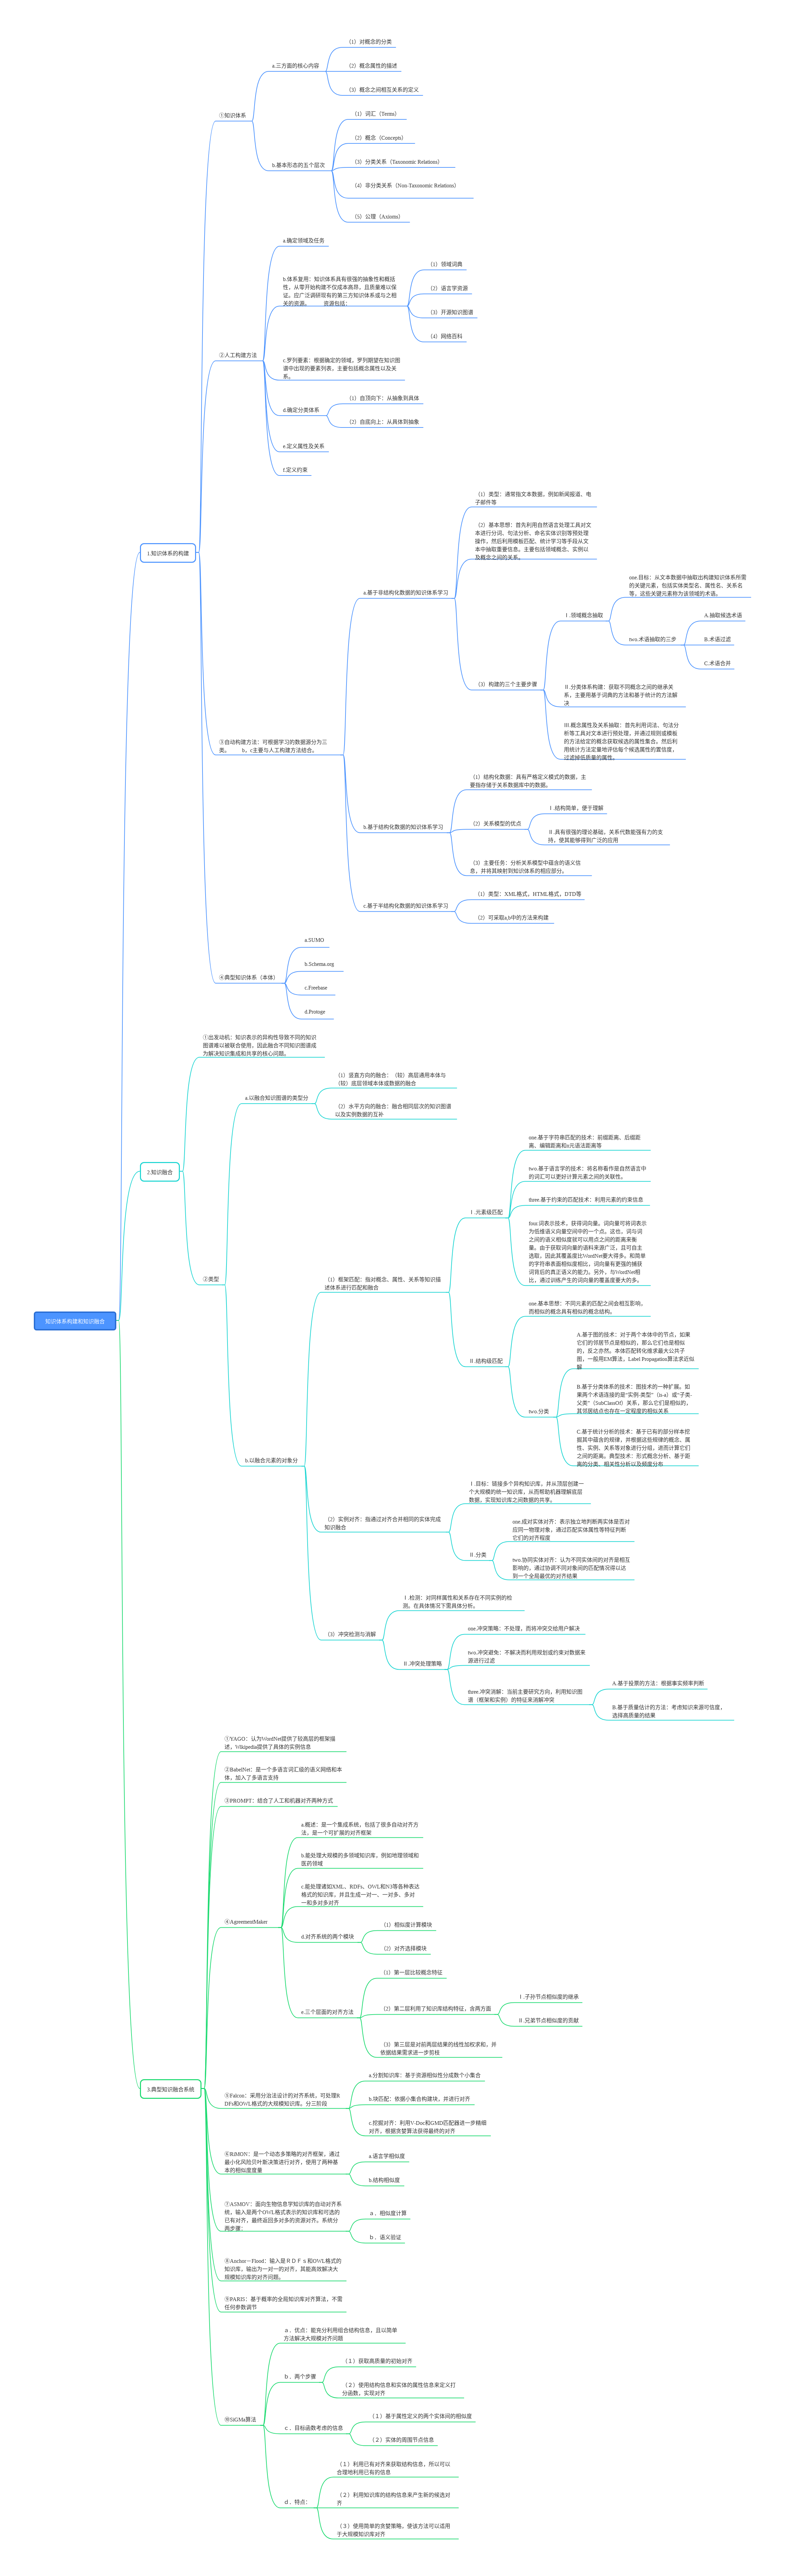 知识体系构建和知识融合
1.知识体系的构建
①知识体系
a.三方面的核心内容
（1）对概念的分类
（2）概念属性的描述
（3）概念之间相互关系的定义
b.基本形态的五个层次
（1）词汇（Terms）
（2）概念（Concepts）
（3）分类关系（Taxonomic Relations）
（4）非分类关系（Non-Taxonomic Relations）
（5）公理（Axioms）
②人工构建方法
a.确定领域及任务
b.体系复用：知识体系具有很强的抽象性和概括
性，从零开始构建不仅成本高昂，且质量难以保
证。应广泛调研现有的第三方知识体系或与之相
关的资源。 资源包括：
（1）领域词典
（2）语言学资源
（3）开源知识图谱
（4）网络百科
c.罗列要素：根据确定的领域，罗列期望在知识图
谱中出现的要素列表，主要包括概念属性以及关
系。
d.确定分类体系
（1）自顶向下：从抽象到具体
（2）自底向上：从具体到抽象
e.定义属性及关系
f.定义约束
③自动构建方法：可根据学习的数据源分为三
类。 b，c主要与人工构建方法结合。
a.基于非结构化数据的知识体系学习
（1）类型：通常指文本数据，例如新闻报道、电
子邮件等
（2）基本思想：首先利用自然语言处理工具对文
本进行分词、句法分析、命名实体识别等预处理
操作，然后利用模板匹配、统计学习等手段从文
本中抽取重要信息。主要包括领域概念、实例以
及概念之间的关系。
（3）构建的三个主要步骤
Ⅰ.领域概念抽取
one.目标：从文本数据中抽取出构建知识体系所需
的关键元素，包括实体类型名、属性名、关系名
等，这些关键元素称为该领域的术语。
two.术语抽取的三步
A.抽取候选术语
B.术语过滤
C.术语合并
Ⅱ.分类体系构建：获取不同概念之间的继承关
系，主要用基于词典的方法和基于统计的方法解
决
Ⅲ.概念属性及关系抽取：首先利用词法、句法分
析等工具对文本进行预处理，并通过规则或模板
的方法给定的概念获取候选的属性集合，然后利
用统计方法定量地评估每个候选属性的置信度，
过滤掉低质量的属性。
b.基于结构化数据的知识体系学习
（1）结构化数据：具有严格定义模式的数据，主
要指存储于关系数据库中的数据。
（2）关系模型的优点
Ⅰ.结构简单，便于理解
Ⅱ.具有很强的理论基础，关系代数能强有力的支
持，使其能够得到广泛的应用
（3）主要任务：分析关系模型中蕴含的语义信
息，并将其映射到知识体系的相应部分。
c.基于半结构化数据的知识体系学习
（1）类型：XML格式，HTML格式，DTD等
（2）可采取a,b中的方法来构建
④典型知识体系（本体）
a.SUMO
b.Schema.org
c.Freebase
d.Protoge
2.知识融合
①出发动机：知识表示的异构性导致不同的知识
图谱难以被联合使用，因此融合不同知识图谱成
为解决知识集成和共享的核心问题。
②类型
a.以融合知识图谱的类型分
（1）竖直方向的融合：（较）高层通用本体与
（较）底层领域本体或数据的融合
（2）水平方向的融合：融合相同层次的知识图谱
以及实例数据的互补
b.以融合元素的对象分
（1）框架匹配：指对概念、属性、关系等知识描
述体系进行匹配和融合
Ⅰ.元素级匹配
one.基于字符串匹配的技术：前缀距离、后缀距
离、编辑距离和n元语法距离等
two.基于语言学的技术：将名称看作是自然语言中
的词汇可以更好计算元素之间的关联性。
three.基于约束的匹配技术：利用元素的约束信息
four.词表示技术，获得词向量。词向量可将词表示
为低维语义向量空间中的一个点，这也，词与词
之间的语义相似度就可以用点之间的距离来衡
量。由于获取词向量的语料来源广泛，且可自主
选取，因此其覆盖度比WordNet要大得多。和简单
的字符串表面相似度相比，词向量有更强的捕获
词背后的真正语义的能力。另外，与WordNet相
比，通过训练产生的词向量的覆盖度要大的多。
Ⅱ.结构级匹配
one.基本思想：不同元素的匹配之间会相互影响，
而相似的概念具有相似的概念结构。
two.分类
A.基于图的技术：对于两个本体中的节点，如果
它们的邻居节点是相似的，那么它们也是相似
的，反之亦然。本体匹配转化维求最大公共子
图，一般用EM算法，Label Propagation算法求近似
解
B.基于分类体系的技术：图技术的一种扩展。如
果两个术语连接的是“实例-类型”（is-a）或“子类-
父类”（SubClassOf）关系，那么它们是相似的，
其邻居结点也存在一定程度的相似关系
C.基于统计分析的技术：基于已有的部分样本挖
掘其中蕴含的规律，并根据这些规律的概念、属
性、实例、关系等对象进行分组，进而计算它们
之间的距离。典型技术：形式概念分析、基于距
离的分类、相关性分析以及频度分布
（2）实例对齐：指通过对齐合并相同的实体完成
知识融合
Ⅰ.目标：链接多个异构知识库，并从顶层创建一
个大规模的统一知识库，从而帮助机器理解底层
数据，实现知识库之间数据的共享。
Ⅱ.分类
one.成对实体对齐：表示独立地判断两实体是否对
应同一物理对象，通过匹配实体属性等特征判断
它们的对齐程度
two.协同实体对齐：认为不同实体间的对齐是相互
影响的，通过协调不同对象间的匹配情况得以达
到一个全局最优的对齐结果
（3）冲突检测与消解
Ⅰ.检测：对同样属性和关系存在不同实例的检
测。在具体情况下需具体分析。
Ⅱ.冲突处理策略
one.冲突策略：不处理，而将冲突交给用户解决
two.冲突避免：不解决而利用规划或约束对数据来
源进行过滤
three.冲突消解：当前主要研究方向，利用知识图
谱（框架和实例）的特征来消解冲突
A.基于投票的方法：根据事实频率判断
B.基于质量估计的方法：考虑知识来源可信度，
选择高质量的结果
3.典型知识融合系统
①YAGO：认为WordNet提供了较高层的框架描
述，Wikipedia提供了具体的实例信息
②BabelNet：是一个多语言词汇级的语义网络和本
体，加入了多语言支持
③PROMPT：结合了人工和机器对齐两种方式
④AgreementMaker
a.概述：是一个集成系统，包括了很多自动对齐方
法，是一个可扩展的对齐框架
b.能处理大规模的多领域知识库，例如地理领域和
医药领域
c.能处理诸如XML、RDFs、OWL和N3等各种表达
格式的知识库，并且生成一对一、一对多、多对
一和多对多对齐
d.对齐系统的两个模块
（1）相似度计算模块
（2）对齐选择模块
e.三个层面的对齐方法
（1）第一层比较概念特征
（2）第二层利用了知识库结构特征，含两方面
Ⅰ.子孙节点相似度的继承
Ⅱ.兄弟节点相似度的贡献
（3）第三层是对前两层结果的线性加权求和，并
依据结果需求进一步剪枝
⑤Falcon：采用分治法设计的对齐系统，可处理R
DFs和OWL格式的大规模知识库。分三阶段
a.分割知识库：基于资源相似性分成数个小集合
b.块匹配：依据小集合构建块，并进行对齐
c.挖掘对齐：利用V-Doc和GMD匹配器进一步精细
对齐，根据贪婪算法获得最终的对齐
⑥RiMON：是一个动态多策略的对齐框架，通过
最小化风险贝叶斯决策进行对齐，使用了两种基
本的相似度度量
a.语言学相似度
b.结构相似度
⑦ASMOV：面向生物信息学知识库的自动对齐系
统，输入是两个OWL格式表示的知识库和可选的
已有对齐，最终返回多对多的资源对齐。系统分
两步骤：
ａ．相似度计算
ｂ．语义验证
⑧Anchor－Flood：输入是ＲＤＦｓ和OWL格式的
知识库，输出为一对一的对齐，其能高效解决大
规模知识库的对齐问题。
⑨PARIS：基于概率的全局知识库对齐算法，不需
任何参数调节
⑩SiGMa算法
ａ．优点：能充分利用组合结构信息，且以简单
方法解决大规模对齐问题
ｂ．两个步骤
（１）获取高质量的初始对齐
（２）使用结构信息和实体的属性信息来定义打
分函数，实现对齐
ｃ．目标函数考虑的信息
（１）基于属性定义的两个实体间的相似度
（２）实体的周围节点信息
ｄ．特点：
（１）利用已有对齐来获取结构信息，所以可以
合理地利用已有的信息
（２）利用知识库的结构信息来产生新的候选对
齐
（３）使用简单的贪婪策略，使该方法可以适用
于大规模知识库对齐